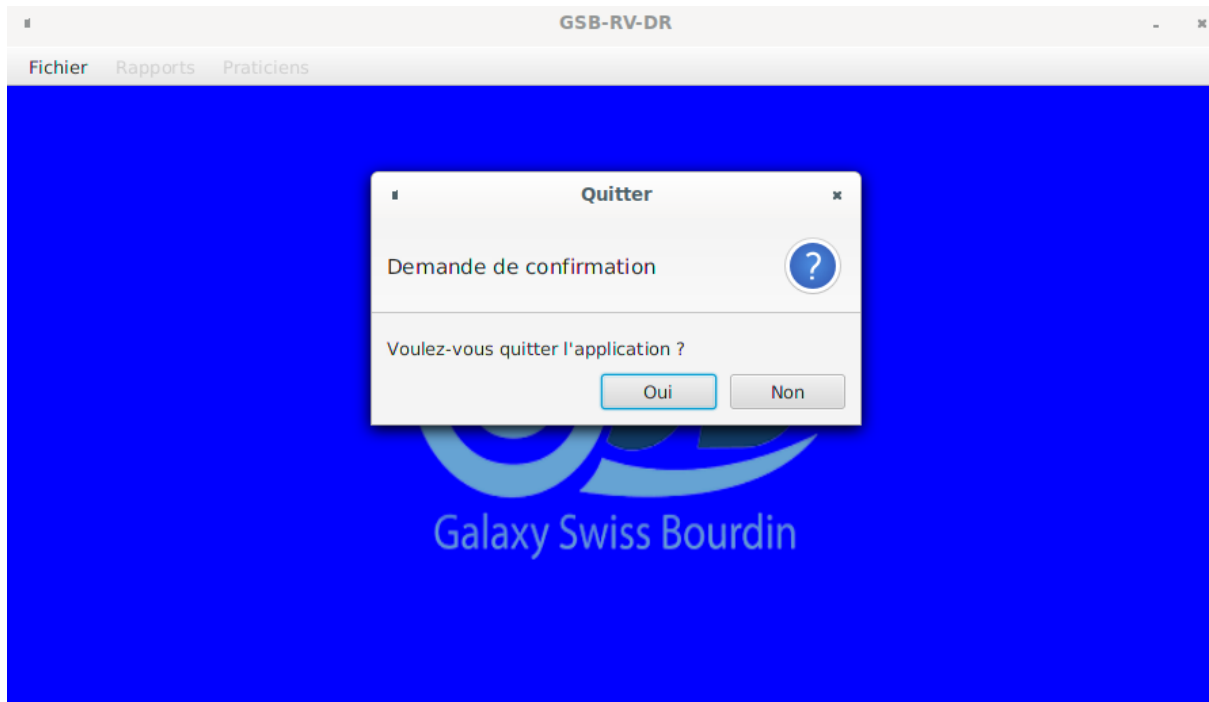 GSB-RV-DR
Fichier Rapports Praticiens
Quitter
Demande de confirmation
?
Voulez-vous quitter l'application ?
Oui Non
Galaxy Swiss Bourdin